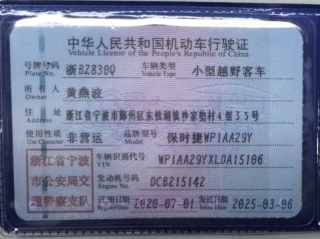 中华人民共和国机动车行驶证
Vehicle License of the People's Republic of China
号牌号码 浙BZ830Q 车辆类型 小型越野客车
Plate No. Vehicle Type
所有人 黄鼎波
Owner
住址 浙江省宁波市鄞州区东钱湖镇沙家垫村4组35号
Address
使用性质 非营运 品牌型号 保时捷WP1AA29Y
Use Character Model
浙江省宁波 车辆识别代号 WP1AA29YXLDA15106
VIN
市公安局交 发动机号码 DCB215142
Engine No.
通警察支队 注册日期 2020-07-01 发证日期 2025-03-06
Register Date Issue Date